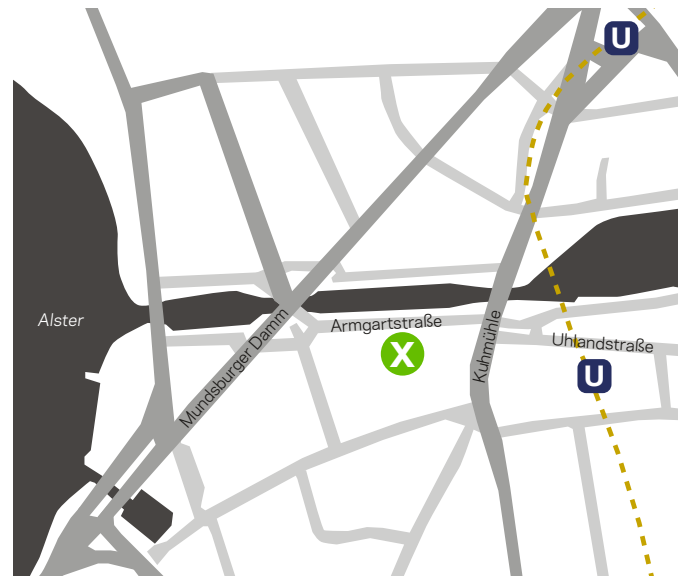 U
Alster
Mundsburger Damm
Armgartstraße
X
Kuhmühle
Uhlandstraße
U